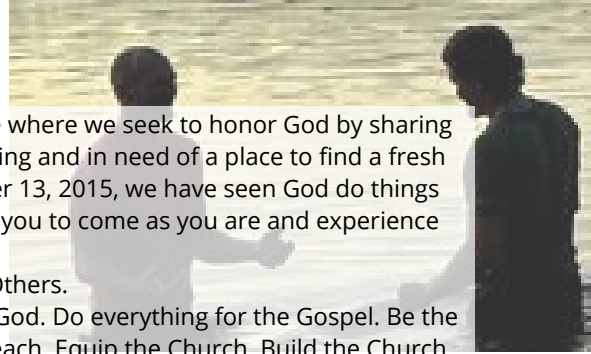 where we seek to honor God by sharing
ing and in need of a place to find a fresh
er 13, 2015, we have seen God do things
you to come as you are and experience
Others.
God. Do everything for the Gospel. Be the
each. Equip the Church. Build the Church